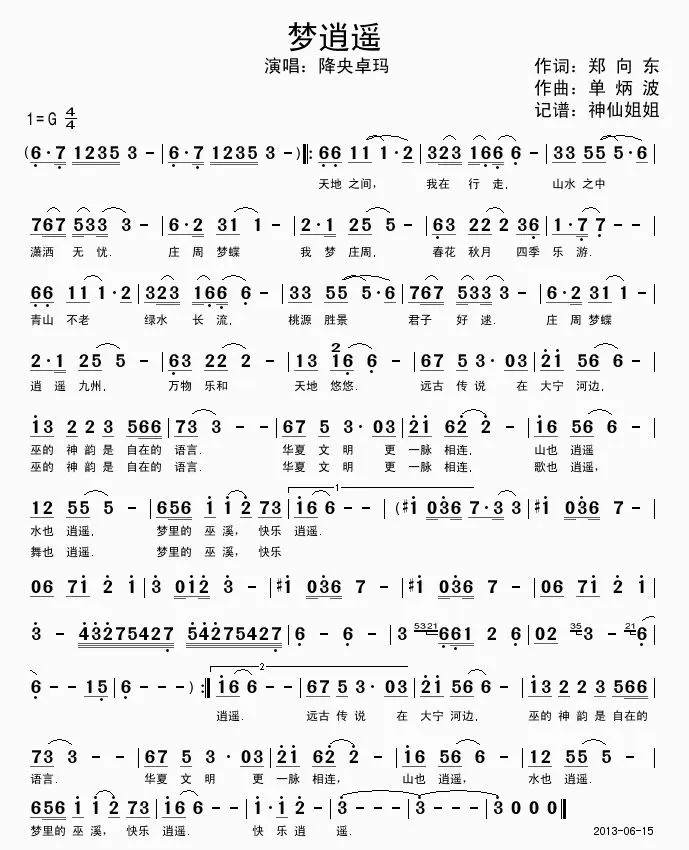 梦逍遥
演唱：降央卓玛
作词：郑 向 东
作曲：单 炳 波
记谱：神仙姐姐
1=G 4/4
(6·7 1235 3 - | 6·7 1235 3 - ) |: 66 11 1·2 | 323 166 6 - | 33 55 5·6 |
天地 之间, 我在 行 走, 山水 之中
767 533 3 - | 6·2 31 1 - | 2·1 25 5 - | 63 22 2 36 | 1·7 7 - - |
潇洒 无 忧. 庄 周 梦蝶 我 梦 庄周, 春花 秋月 四季 乐 游.
66 11 1·2 | 323 166 6 - | 33 55 5·6 | 767 533 3 - | 6·2 31 1 - |
青山 不老 绿水 长 流, 桃源 胜景 君子 好 逑. 庄 周 梦蝶
2·1 25 5 - | 63 22 2 - | 13 2 16 6 - | 67 5 3· 03 | 21 56 6 - |
逍 遥 九州, 万物 乐和 天地 悠悠. 远古 传 说 在 大宁 河边,
13 2 2 3 566 | 73 3 - - | 67 5 3· 03 | 21 62 2 - | 16 56 6 - |
巫的 神 韵 是 自在的 语言. 华夏 文 明 更 一脉 相连, 山也 逍遥
巫的 神 韵 是 自在的 语言. 华夏 文 明 更 一脉 相连, 歌也 逍遥,
12 55 5 - | 656 1 1 2 73 | 1 16 6 - - | (#1 036 7·3 3 | #1 036 7 - |
水也 逍遥, 梦里的 巫 溪, 快乐 逍遥.
舞也 逍遥. 梦里的 巫 溪, 快乐
06 71 2 1 | 3 012 3 - | #1 036 7 - | #1 036 7 - | 06 71 2 1 |
3 - 43275427 | 54275427 | 6 - 6 - | 3 5321 661 2 6 | 02 35 3 - 21 6 |
6 - - 15 | 6 - - - ) :| 2 16 6 - - | 67 5 3· 03 | 21 56 6 - | 13 2 2 3 566 |
逍遥. 远古 传 说 在 大宁 河边, 巫的 神 韵 是 自在的
73 3 - - | 67 5 3· 03 | 21 62 2 - | 16 56 6 - | 12 55 5 - |
语言. 华夏 文 明 更 一脉 相连, 山也 逍遥, 水也 逍遥.
656 1 1 2 73 | 16 6 - - | 1·1 2 - | 3 - - - | 3 - - - | 3 0 0 0 ‖
梦里的 巫 溪, 快乐 逍遥. 快 乐 逍 遥.
2013-06-15